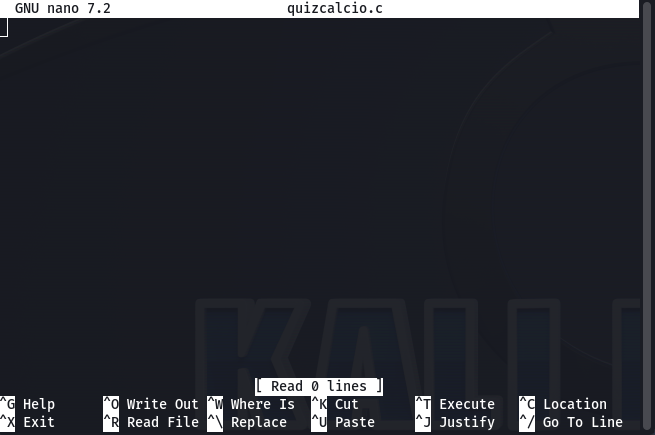 GNU nano 7.2 quizcalcio.c
KALI
[ Read 0 lines ]
^G Help ^O Write Out ^W Where Is ^K Cut ^T Execute ^C Location
^X Exit ^R Read File ^\ Replace ^U Paste ^J Justify ^/ Go To Line